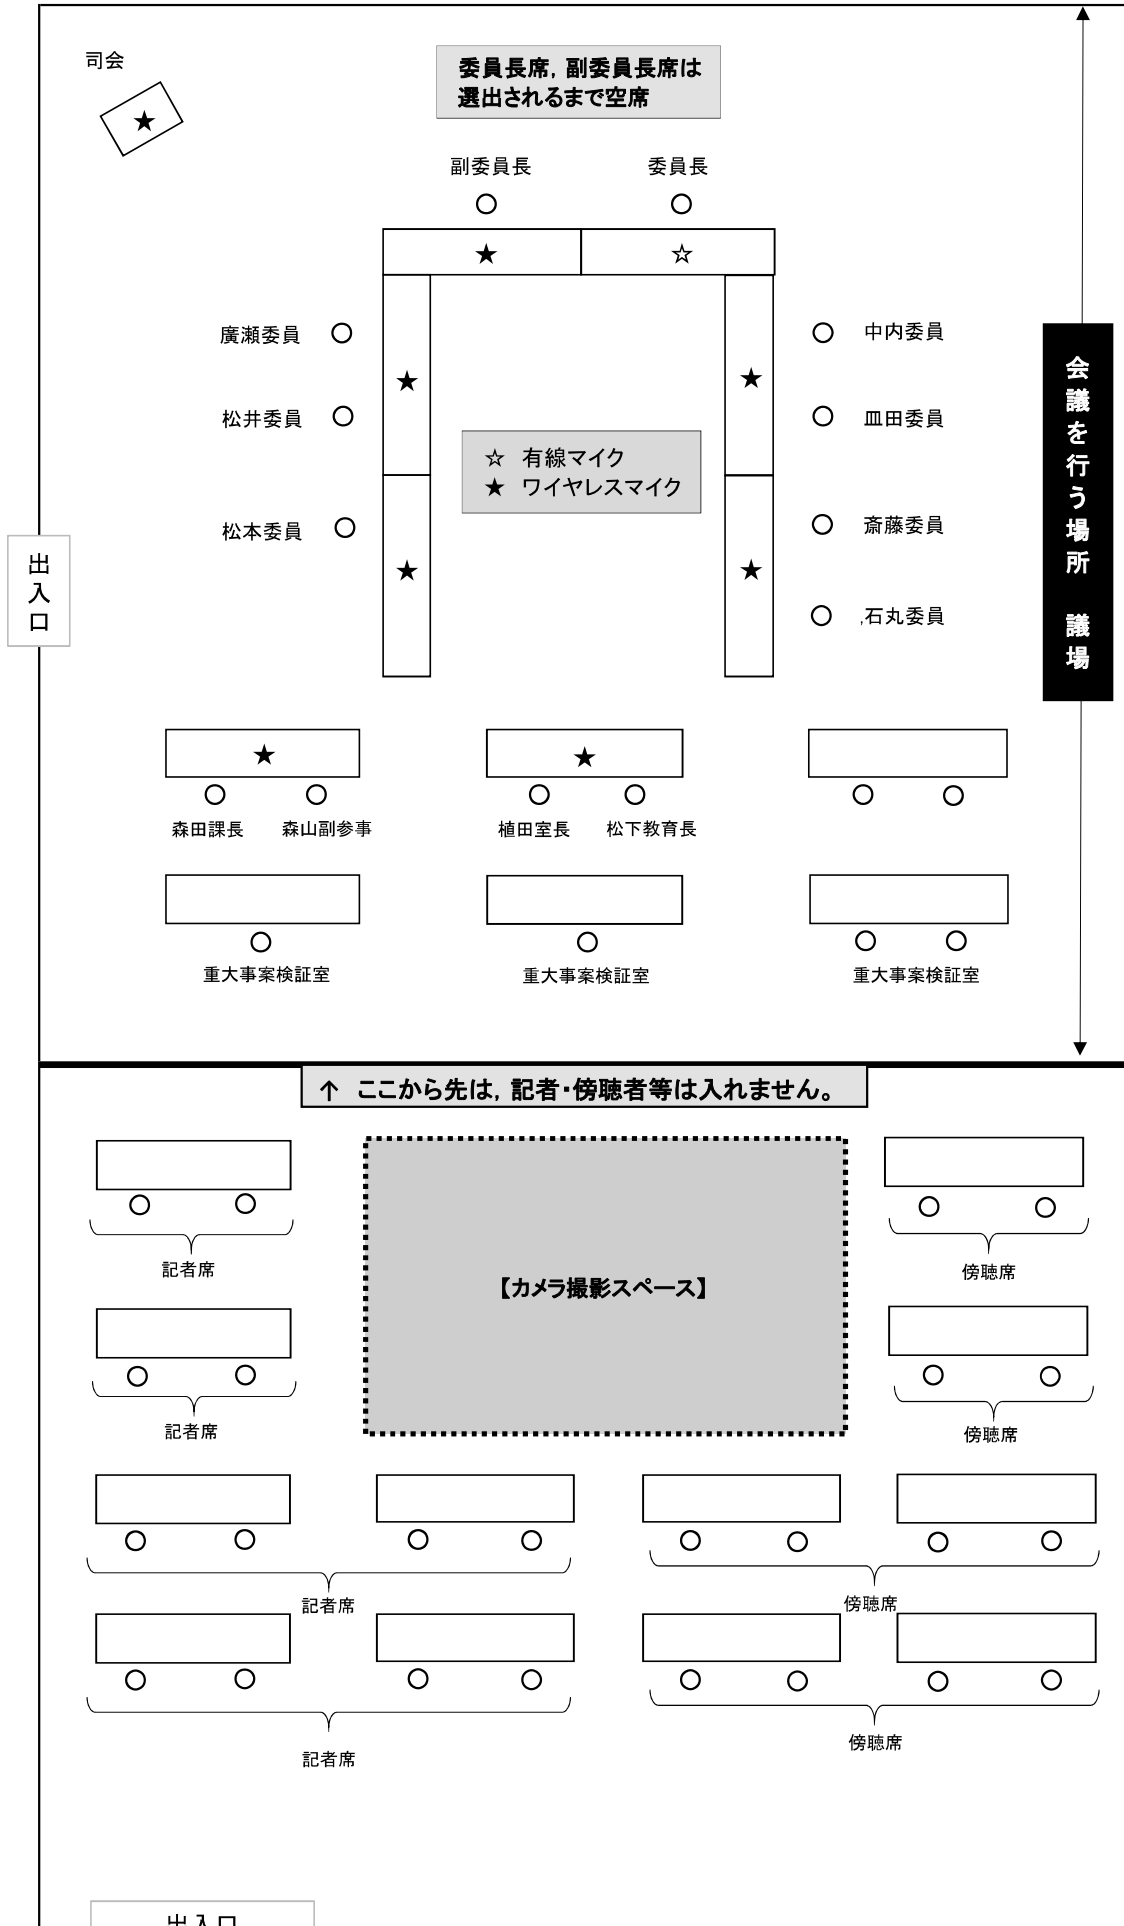 司会
★
委員長席，副委員長席は
選出されるまで空席
副委員長
委員長
★
☆
廣瀬委員
中内委員
★
★
松井委員
皿田委員
☆ 有線マイク
★ ワイヤレスマイク
松本委員
斎藤委員
★
★
,石丸委員
出入口
会議を行う場所 議場
★
★
森田課長
森山副参事
植田室長
松下教育長
重大事案検証室
重大事案検証室
重大事案検証室
↑ ここから先は，記者・傍聴者等は入れません。
記者席
傍聴席
【カメラ撮影スペース】
記者席
傍聴席
記者席
傍聴席
記者席
傍聴席
出入口